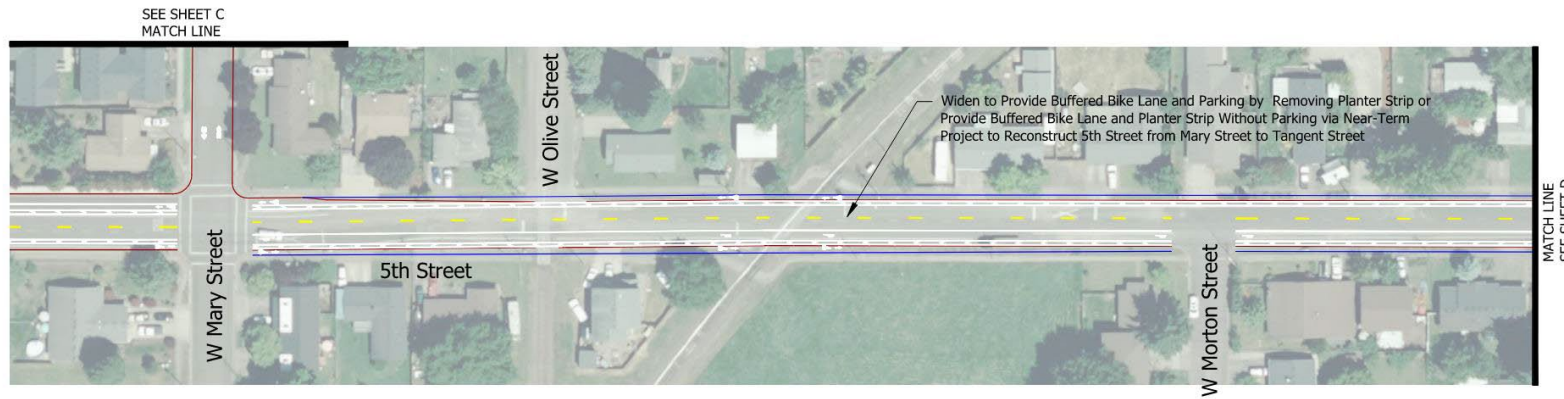 SEE SHEET C
MATCH LINE
W Olive Street
Widen to Provide Buffered Bike Lane and Parking by Removing Planter Strip or
Provide Buffered Bike Lane and Planter Strip Without Parking via Near-Term
Project to Reconstruct 5th Street from Mary Street to Tangent Street
MATCH LINE
SEE SHEET D
5th Street
W Mary Street
W Morton Street